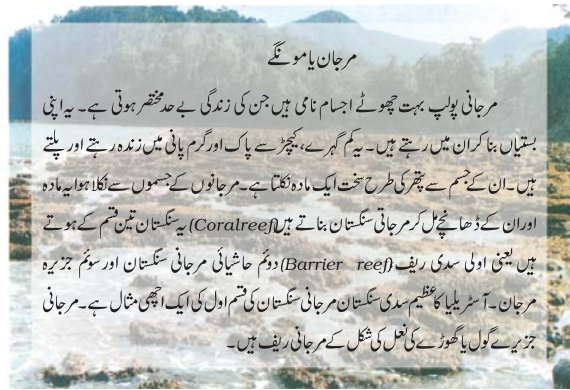 مرجان یا مونگے
مرجانی پولپ بہت چھوٹے اجسام نامی ہیں جن کی زندگی بے حد مختصر ہوتی ہے۔ یہ اپنی
بستیاں بنا کر ان میں رہتے ہیں۔ یہ کم گہرے، کیچڑ سے پاک اور گرم پانی میں زندہ رہتے اور پلتے
ہیں۔ ان کے جسم سے پتھر کی طرح سخت ایک مادہ نکلتا ہے۔ مرجانوں کے جسموں سے نکلا ہوا یہ مادہ
اور ان کے ڈھانچے مل کر مرجانی سنگستان بناتے ہیں(Coralreef) یہ سنگستان تین قسم کے ہوتے
ہیں یعنی اولی سدی ریف (Barrier reef) دوئم حاشیائی مرجانی سنگستان اور سوئم جزیرہ
مرجان۔ آسٹریلیا کا عظیم سدی سنگستان مرجانی سنگستان کی قسم اول کی ایک اچھی مثال ہے۔ مرجانی
جزیرے گول یا گھوڑے کی نعل کی شکل کے مرجانی ریف ہیں۔